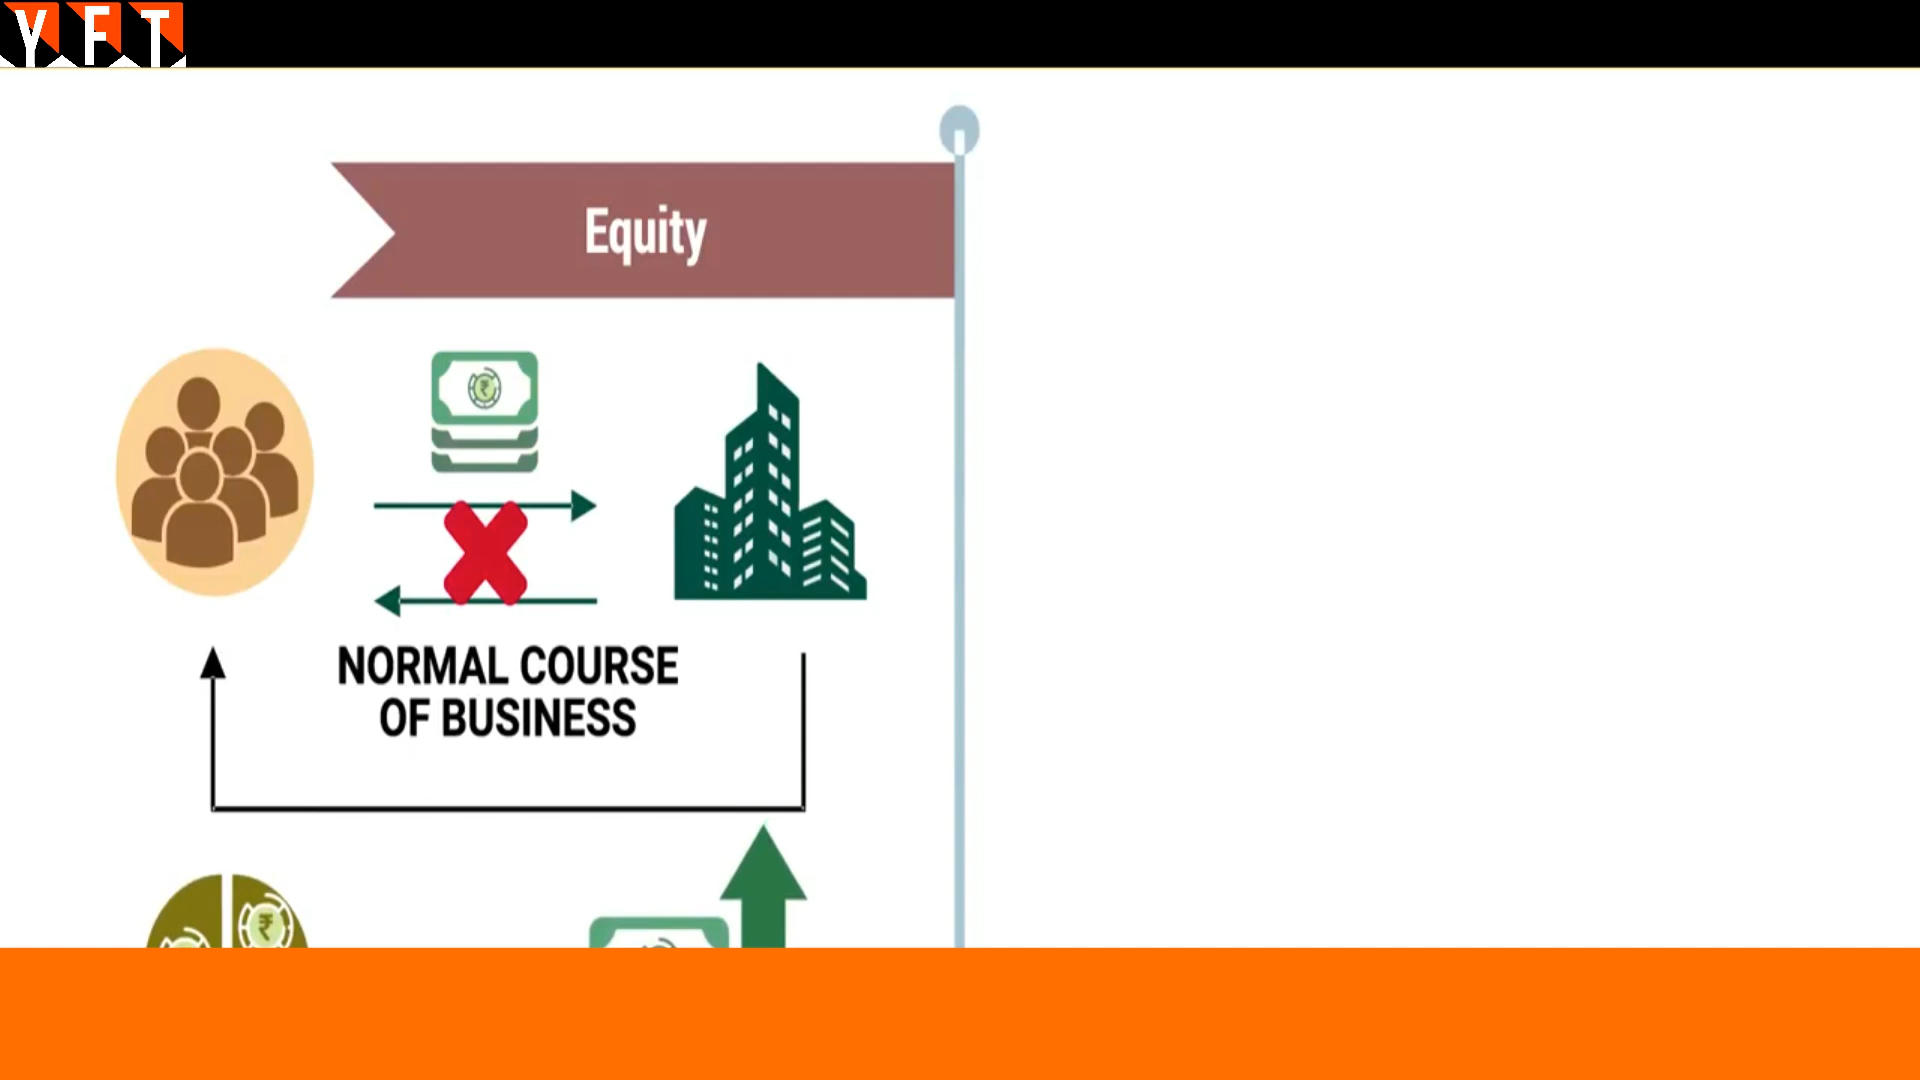 YFT
Equity
₹
NORMAL COURSE
OF BUSINESS
₹